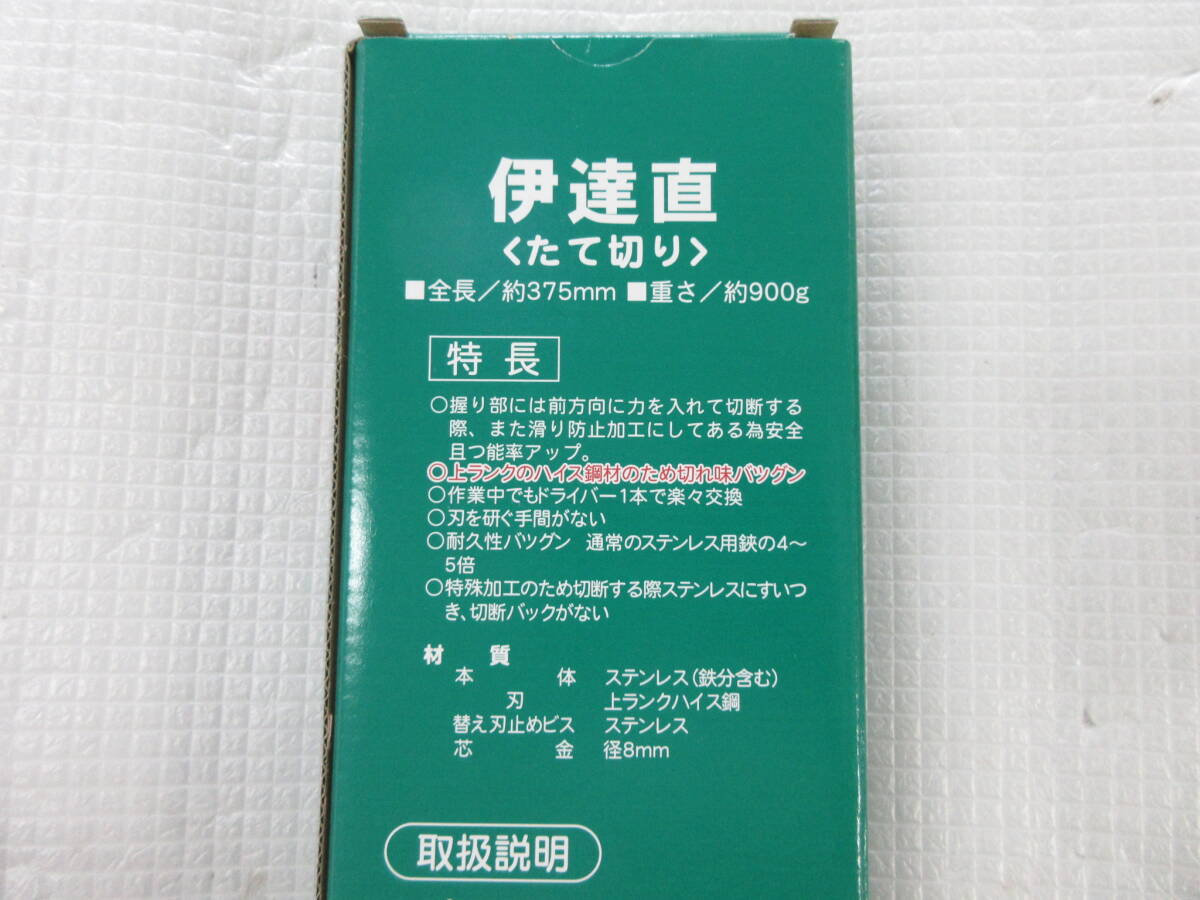 伊達直
〈たて切り〉
■全長／約375mm ■重さ／約900g
特長
○握り部には前方向に力を入れて切断する
際、また滑り防止加工にしてある為安全
且つ能率アップ。
○上ランクのハイス鋼材のため切れ味バツグン
○作業中でもドライバー1本で楽々交換
○刃を研ぐ手間がない
○耐久性バツグン　通常のステンレス用鋏の4〜
5倍
○特殊加工のため切断する際ステンレスにすいつ
き、切断バックがない
材　質
本体　ステンレス(鉄分含む)
刃　上ランクハイス鋼
替え刃止めビス　ステンレス
芯金　径8mm
取扱説明